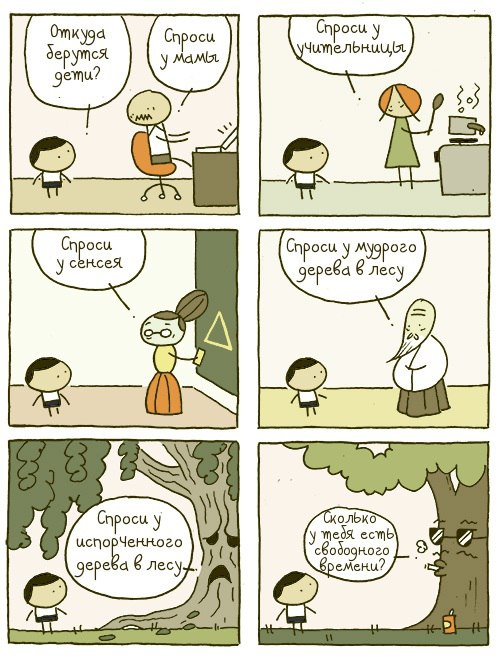 Откуда
берутся
дети?
Спроси
у мамы
Спроси у
учительницы
Спроси
у сенсея
Спроси у мудрого
дерева в лесу
Спроси у
испорченного
дерева в лесу
Сколько
у тебя есть
свободного
времени?